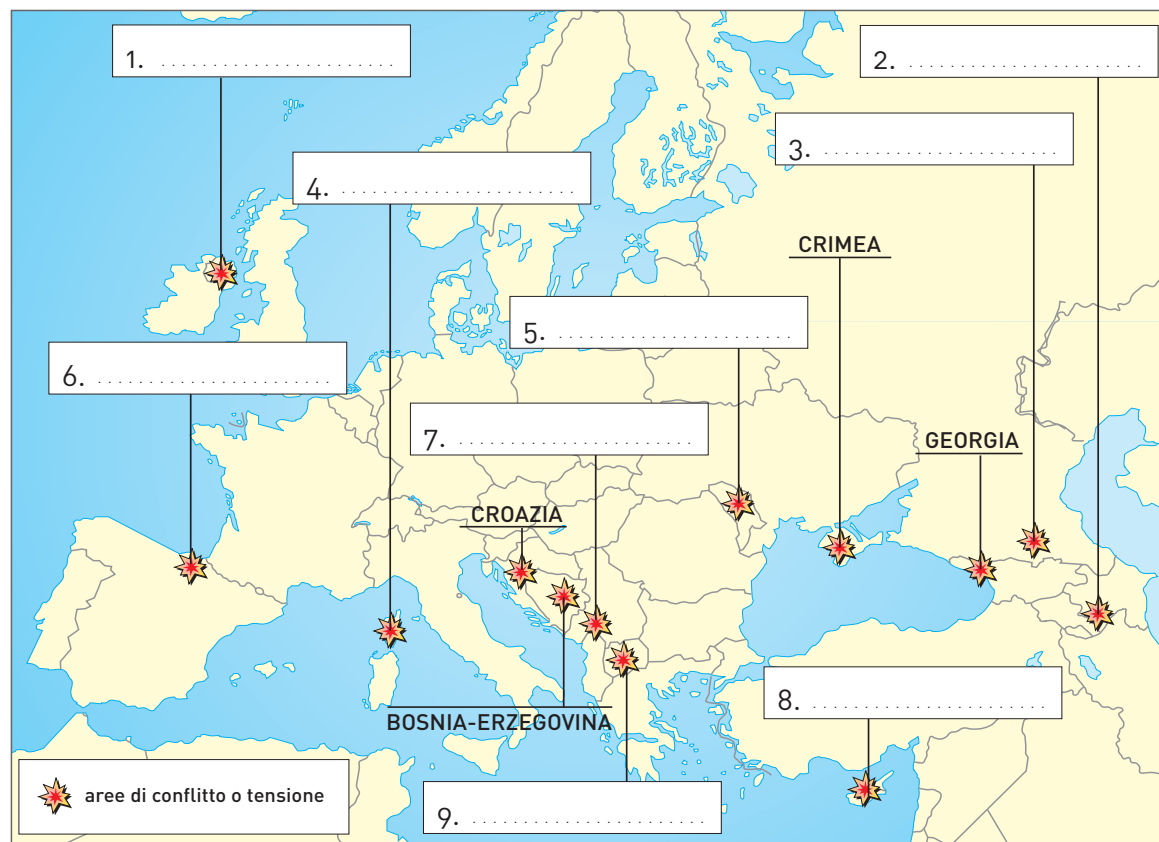 1. ......................
2. ......................
3. ......................
4. ......................
CRIMEA
5. ......................
6. ......................
7. ......................
GEORGIA
CROAZIA
8. ......................
BOSNIA-ERZEGOVINA
aree di conflitto o tensione
9. ......................